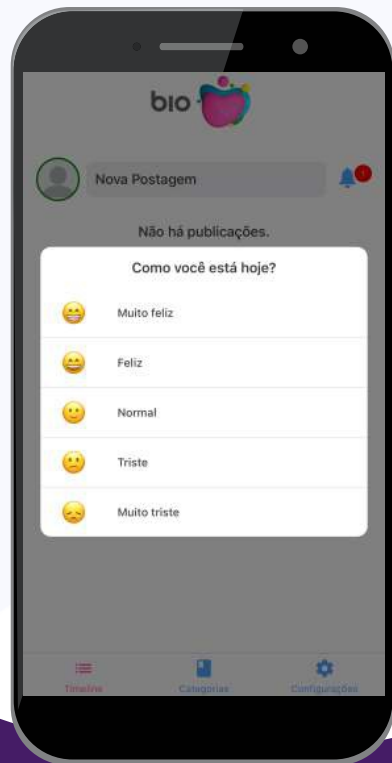 bio
Nova Postagem
Não há publicações.
Como você está hoje?
Muito feliz
Feliz
Normal
Triste
Muito triste
Timeline Categorias Configurações